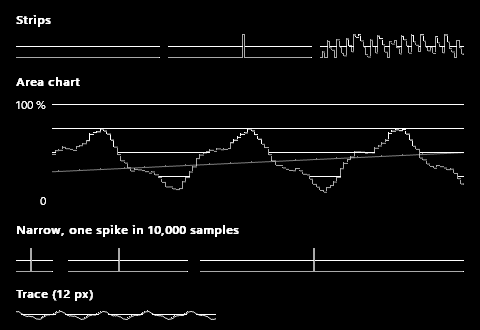 Strips
Area chart
100 %
0
Narrow, one spike in 10,000 samples
Trace (12 px)